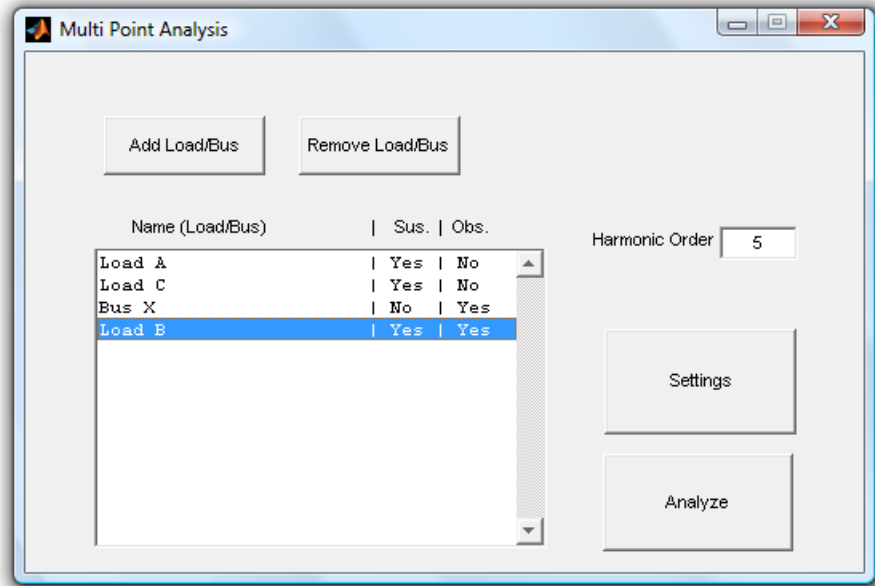 Multi Point Analysis
Add Load/Bus
Remove Load/Bus
Name (Load/Bus) | Sus. | Obs.
Load A | Yes | No
Load C | Yes | No
Bus X | No | Yes
Load B | Yes | Yes
Harmonic Order 5
Settings
Analyze